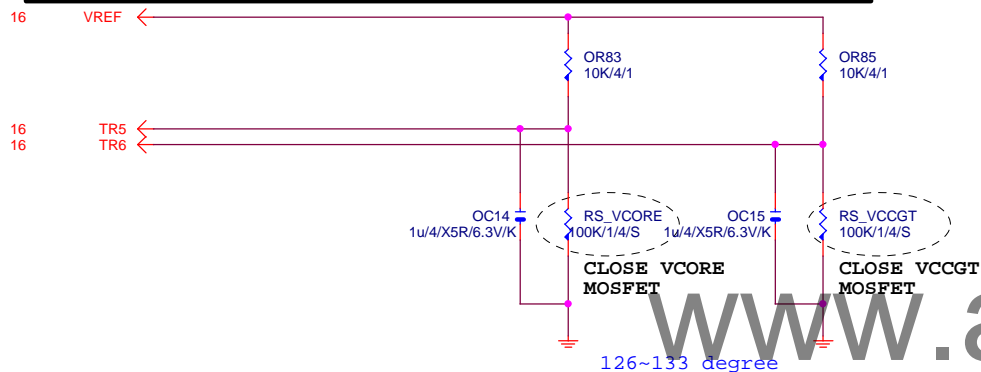 16 VREF
OR83
10K/4/1
OR85
10K/4/1
16 TR5
16 TR6
OC14
1u/4/X5R/6.3V/K
RS_VCORE
100K/1/4/S
OC15
1u/4/X5R/6.3V/K
RS_VCCGT
100K/1/4/S
CLOSE VCORE
MOSFET
CLOSE VCCGT
MOSFET
www.a
126~133 degree